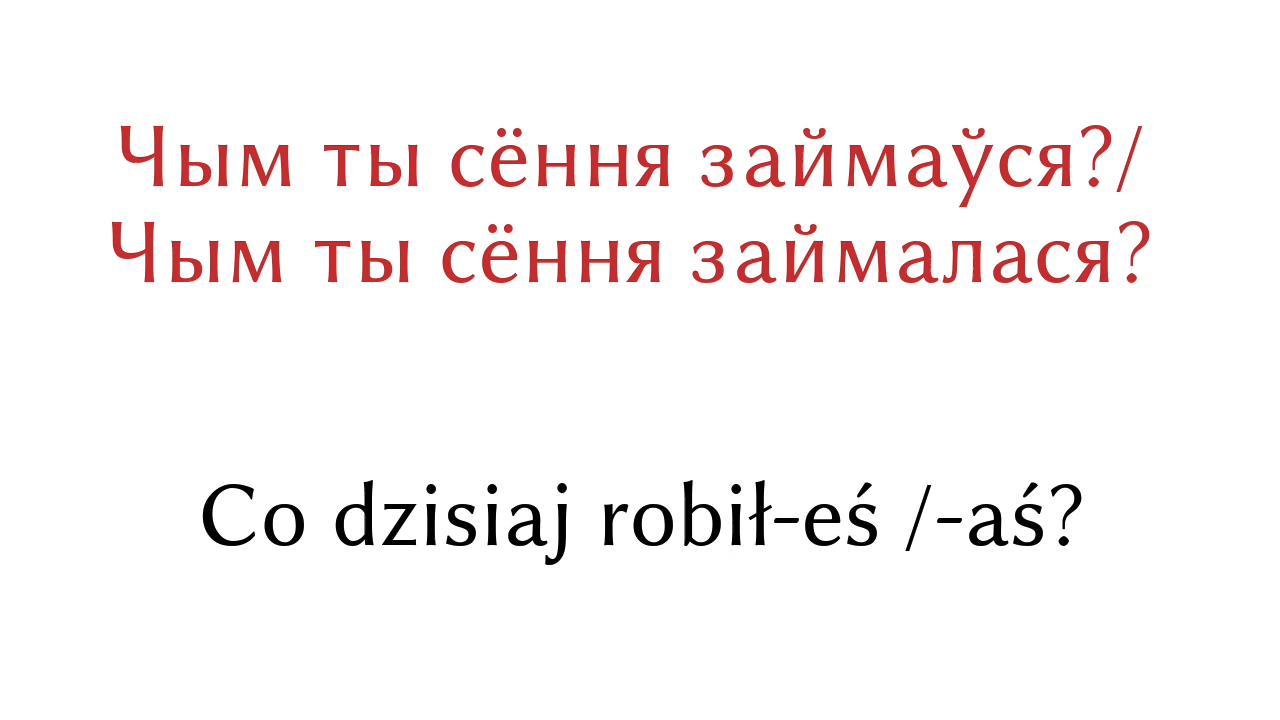 Чым ты сёння займаўся?/
Чым ты сёння займалася?
Co dzisiaj robił-eś /-aś?